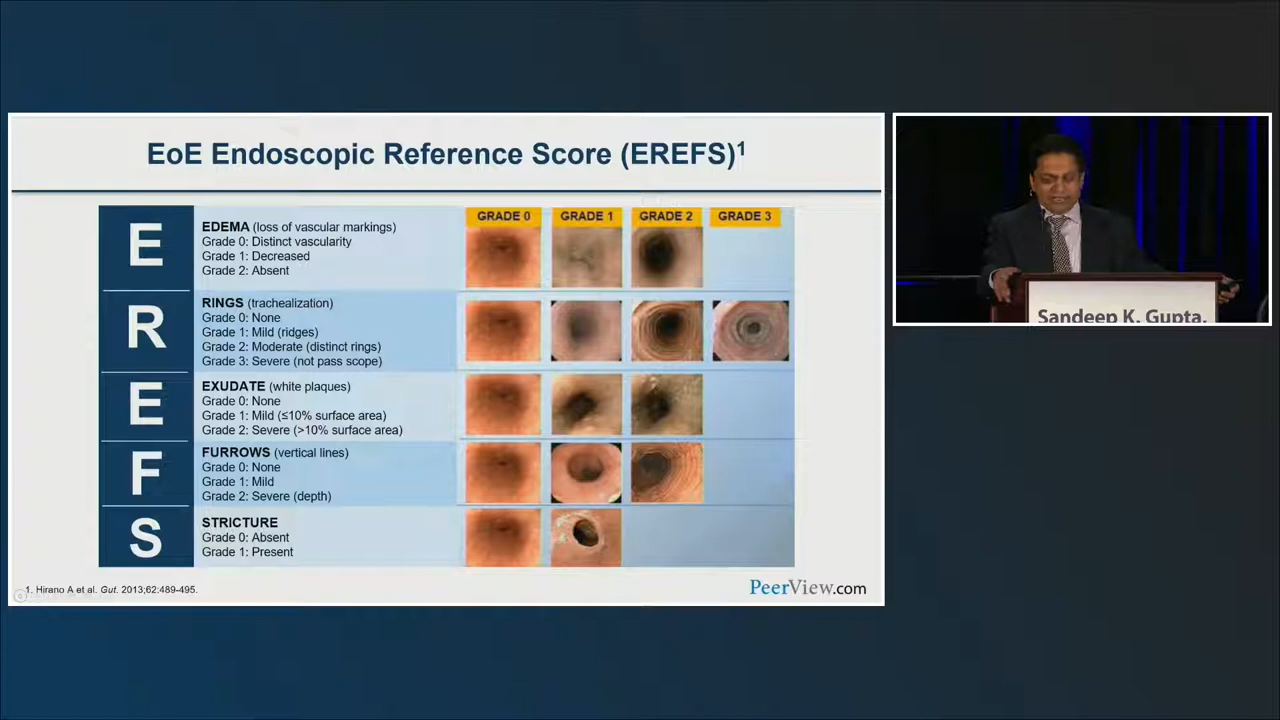 EoE Endoscopic Reference Score (EREFS)1
GRADE 0 GRADE 1 GRADE 2 GRADE 3
E
EDEMA (loss of vascular markings)
Grade 0: Distinct vascularity
Grade 1: Decreased
Grade 2: Absent
R
RINGS (trachealization)
Grade 0: None
Grade 1: Mild (ridges)
Grade 2: Moderate (distinct rings)
Grade 3: Severe (not pass scope)
E
EXUDATE (white plaques)
Grade 0: None
Grade 1: Mild (≤10% surface area)
Grade 2: Severe (>10% surface area)
F
FURROWS (vertical lines)
Grade 0: None
Grade 1: Mild
Grade 2: Severe (depth)
S
STRICTURE
Grade 0: Absent
Grade 1: Present
1. Hirano A et al. Gut. 2013;62:489-495.
PeerView.com
Sandeep K. Gupta,